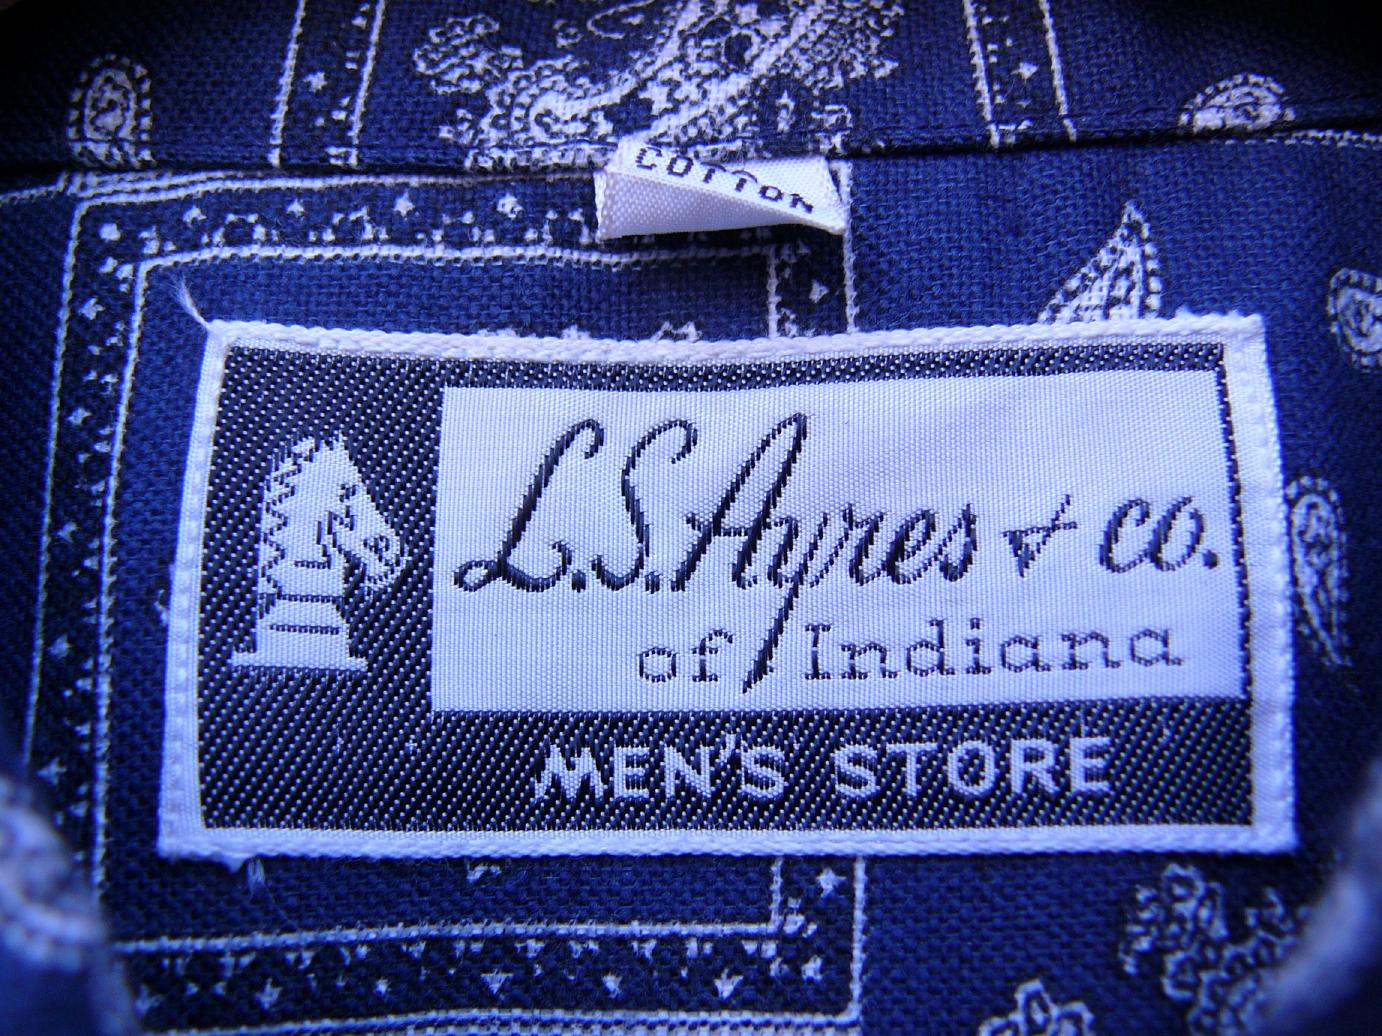 COTTON
L.S. Ayres & co.
of Indiana
MEN'S STORE